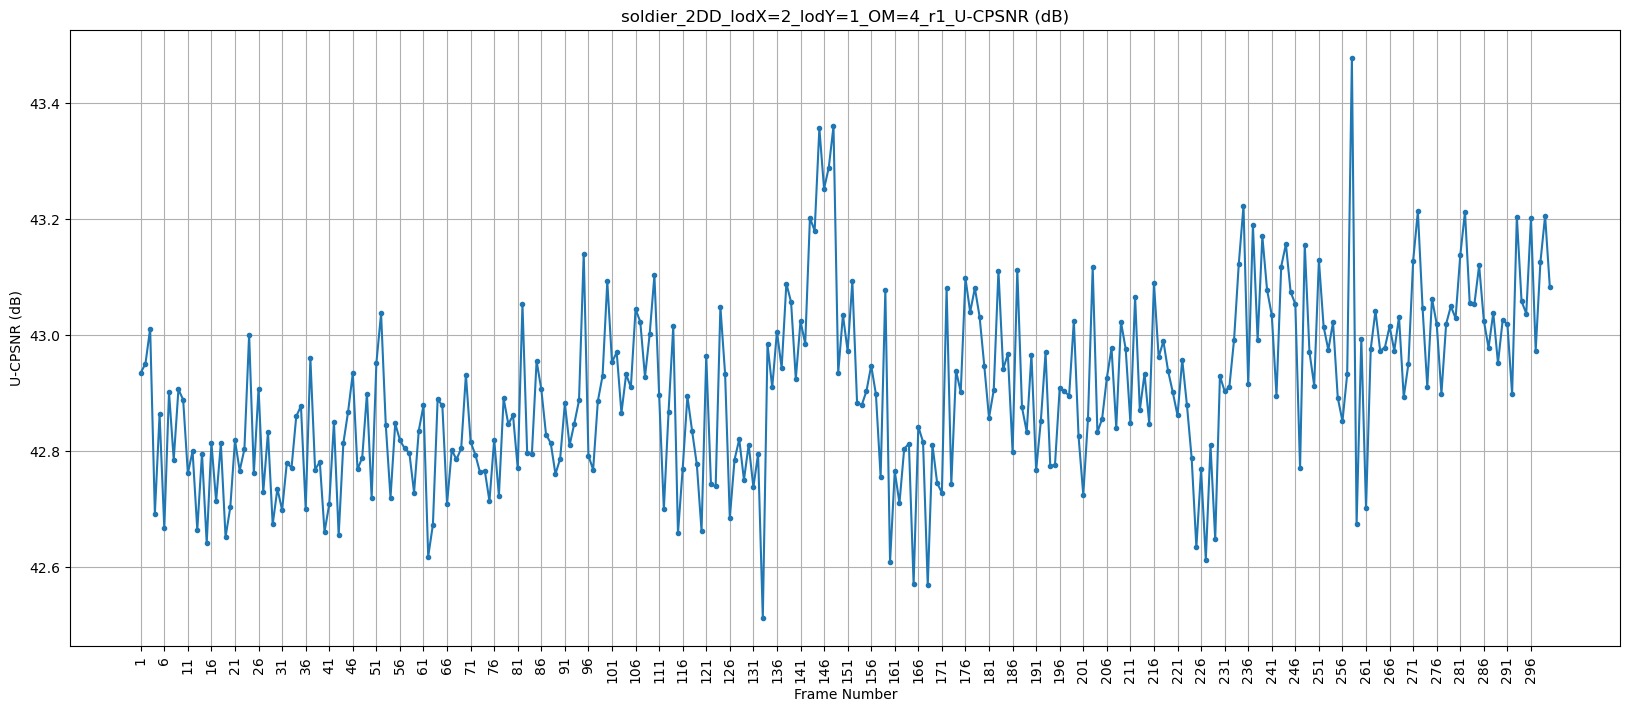 soldier_2DD_lodX=2_lodY=1_OM=4_r1_U-CPSNR (dB)
U-CPSNR (dB)
43.4
43.2
43.0
42.8
42.6
1 6 11 16 21 26 31 36 41 46 51 56 61 66 71 76 81 86 91 96 101 106 111 116 121 126 131 136 141 146 151 156 161 166 171 176 181 186 191 196 201 206 211 216 221 226 231 236 241 246 251 256 261 266 271 276 281 286 291 296
Frame Number